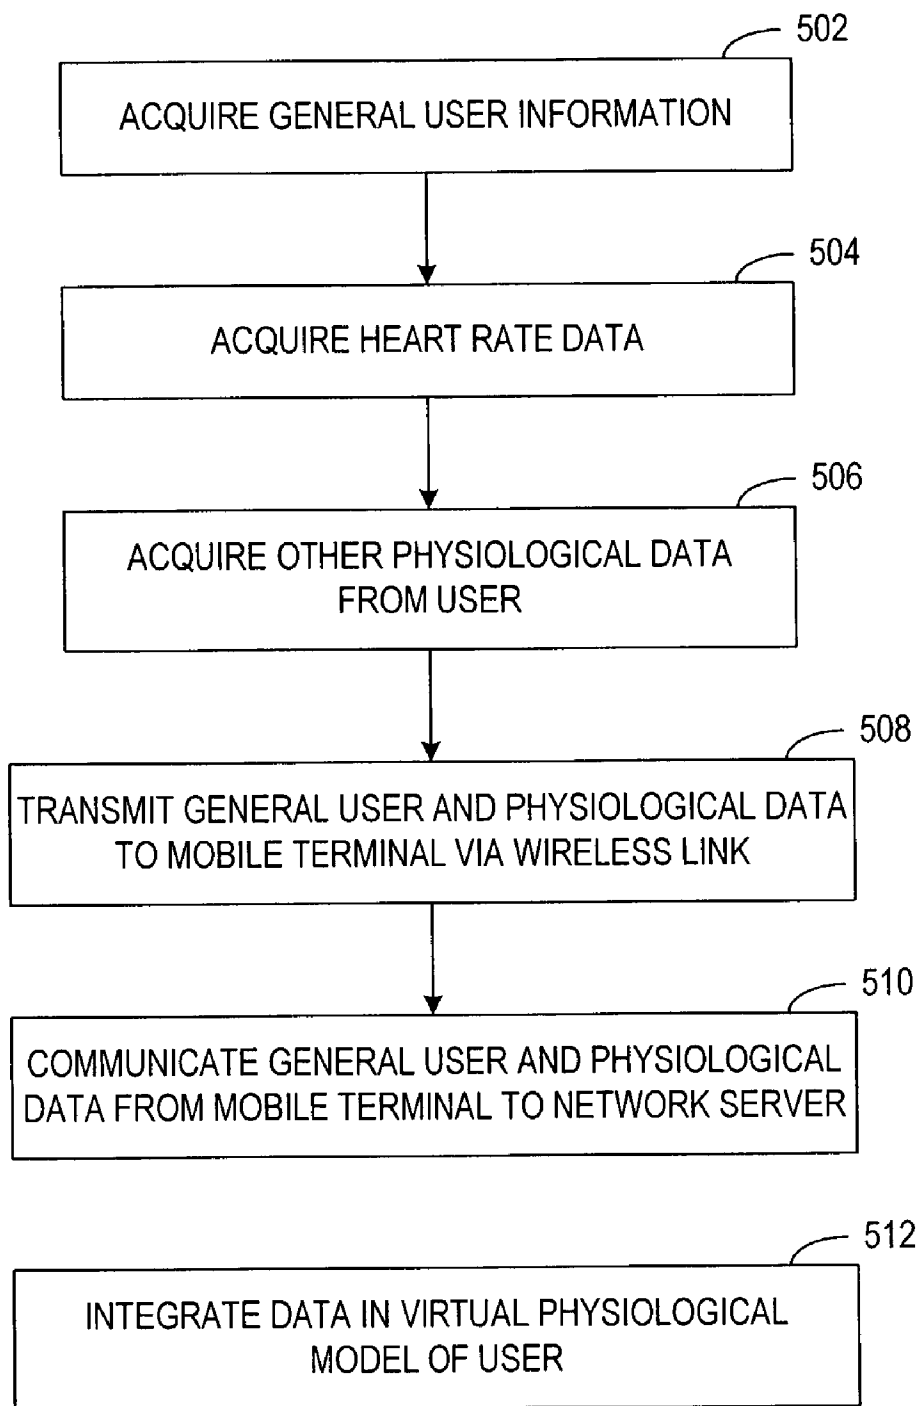 502
ACQUIRE GENERAL USER INFORMATION
504
ACQUIRE HEART RATE DATA
506
ACQUIRE OTHER PHYSIOLOGICAL DATA
FROM USER
508
TRANSMIT GENERAL USER AND PHYSIOLOGICAL DATA
TO MOBILE TERMINAL VIA WIRELESS LINK
510
COMMUNICATE GENERAL USER AND PHYSIOLOGICAL
DATA FROM MOBILE TERMINAL TO NETWORK SERVER
512
INTEGRATE DATA IN VIRTUAL PHYSIOLOGICAL
MODEL OF USER